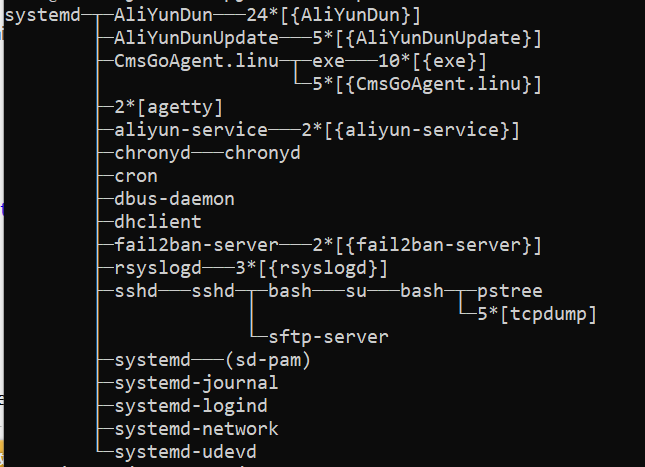 systemd─┬─AliYunDun───24*[{AliYunDun}]
        ├─AliYunDunUpdate───5*[{AliYunDunUpdate}]
        ├─CmsGoAgent.linu─┬─exe───10*[{exe}]
        │                 └─5*[{CmsGoAgent.linu}]
        ├─2*[agetty]
        ├─aliyun-service───2*[{aliyun-service}]
        ├─chronyd───chronyd
        ├─cron
        ├─dbus-daemon
        ├─dhclient
        ├─fail2ban-server───2*[{fail2ban-server}]
        ├─rsyslogd───3*[{rsyslogd}]
        ├─sshd───sshd─┬─bash───su───bash─┬─pstree
        │             │                  └─5*[tcpdump]
        │             └─sftp-server
        ├─systemd───(sd-pam)
        ├─systemd-journal
        ├─systemd-logind
        ├─systemd-network
        └─systemd-udevd